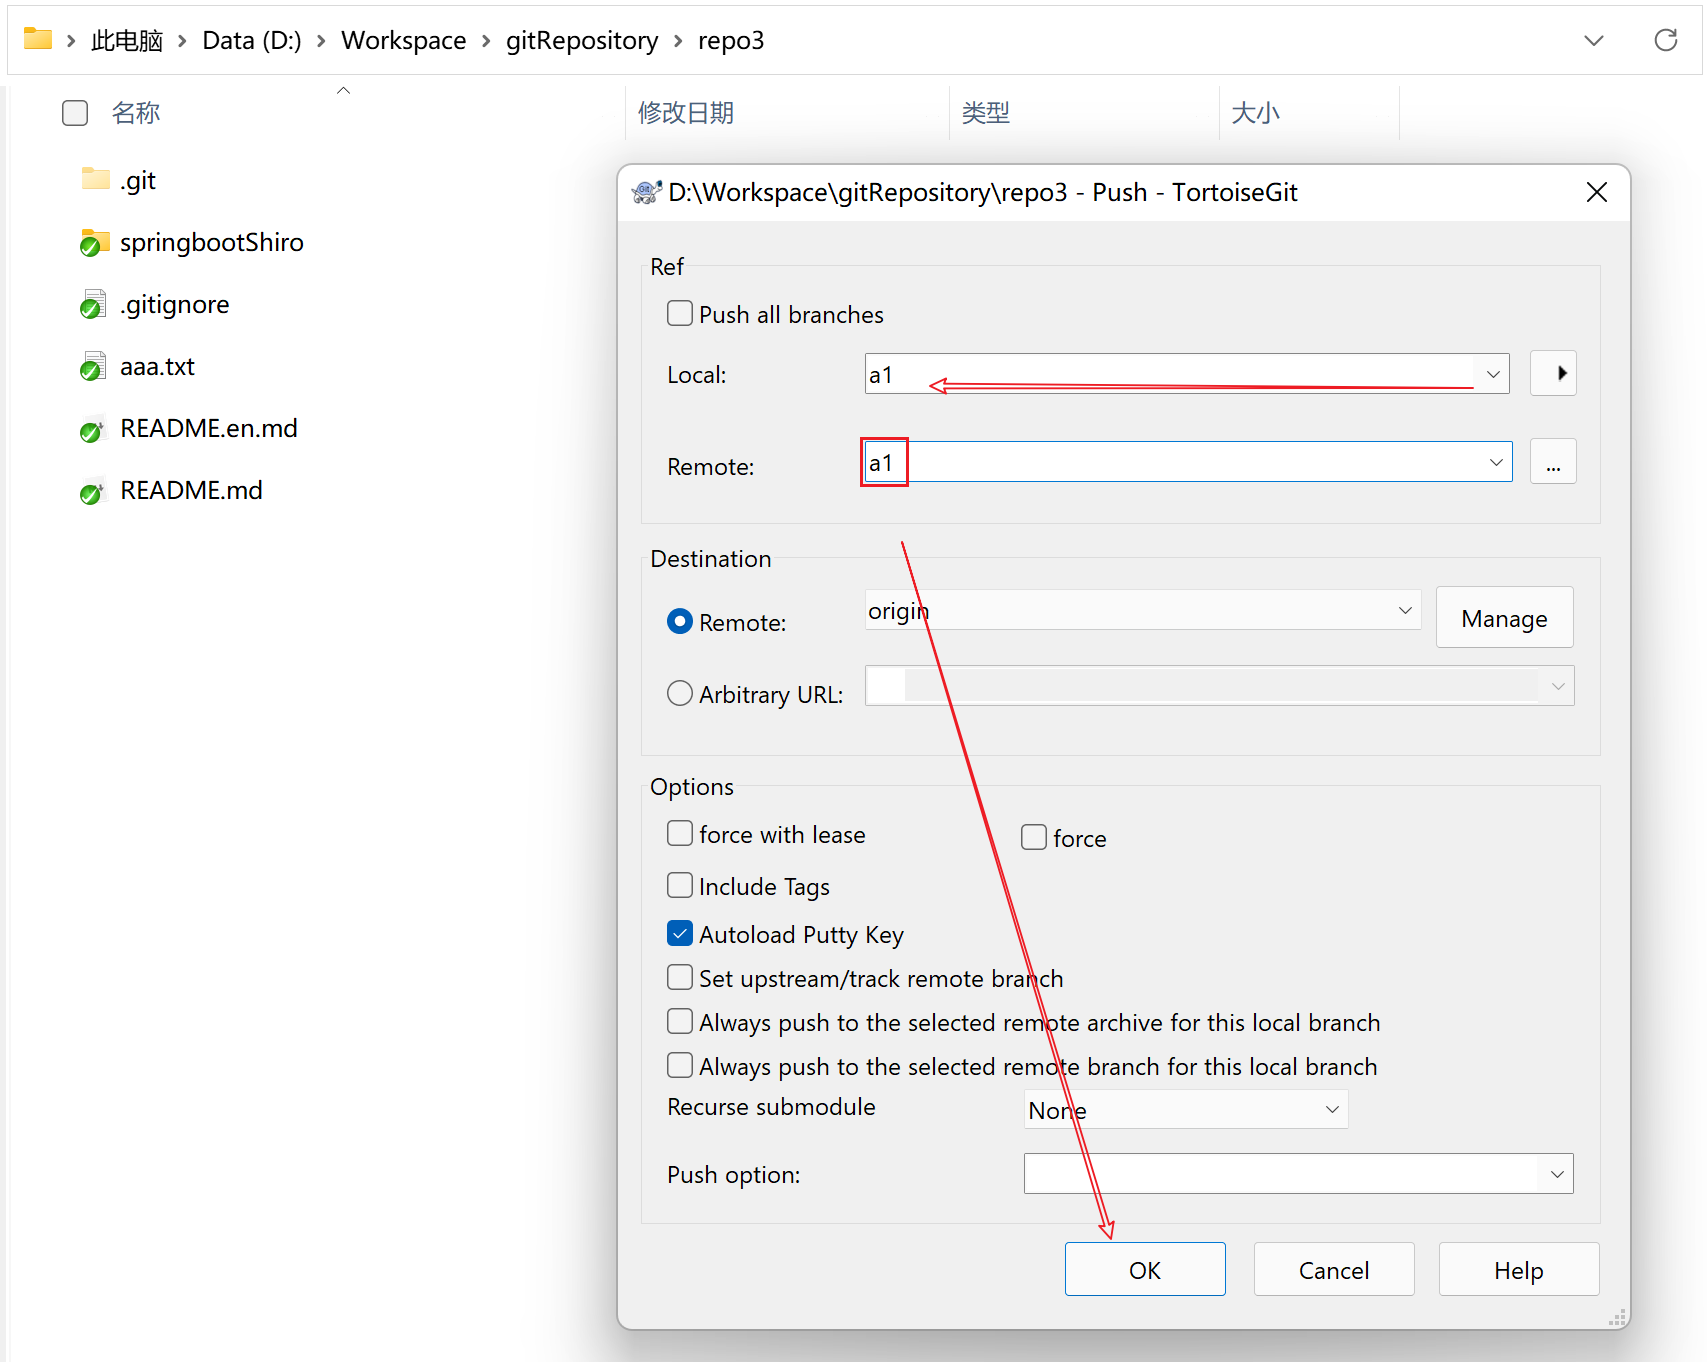 此电脑 > Data (D:) > Workspace > gitRepository > repo3
名称 修改日期 类型 大小
.git
springbootShiro
.gitignore
aaa.txt
README.en.md
README.md
D:\Workspace\gitRepository\repo3 - Push - TortoiseGit
Ref
Push all branches
Local: a1
Remote: a1 ...
Destination
Remote: origin Manage
Arbitrary URL:
Options
force with lease force
Include Tags
Autoload Putty Key
Set upstream/track remote branch
Always push to the selected remote archive for this local branch
Always push to the selected remote branch for this local branch
Recurse submodule None
Push option:
OK Cancel Help